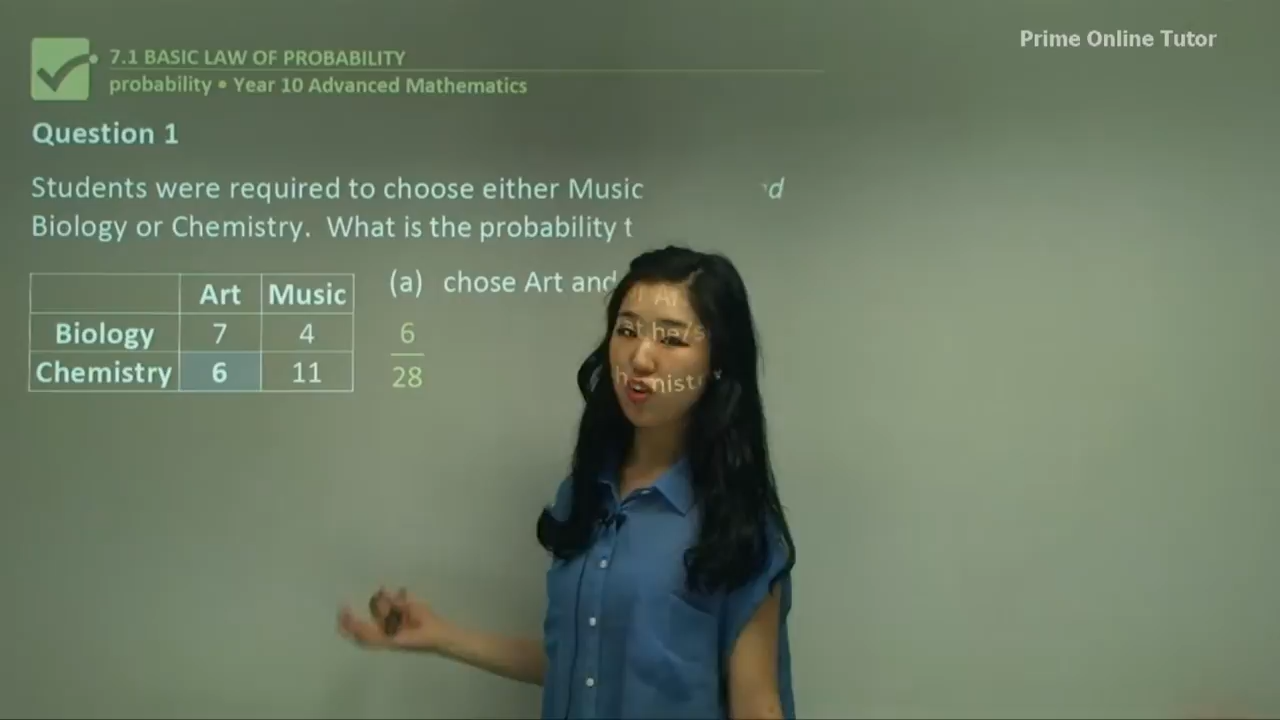 Prime Online Tutor
7.1 BASIC LAW OF PROBABILITY
probability • Year 10 Advanced Mathematics
Question 1
Students were required to choose either Music
Biology or Chemistry. What is the probability
(a) chose Art and
Art Music
Biology 7 4
Chemistry 6 11
6
28